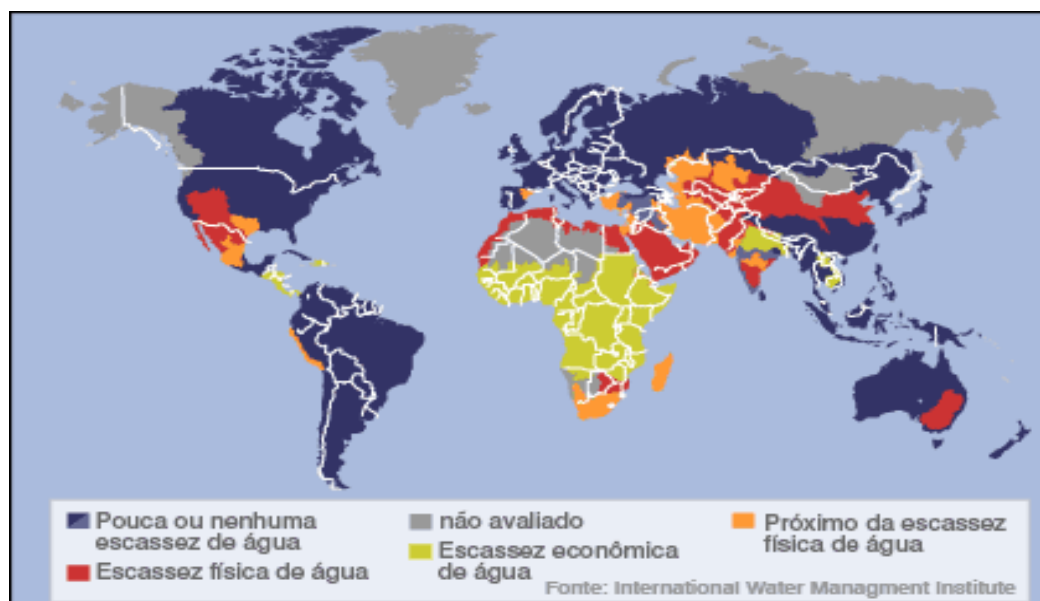 Pouca ou nenhuma
escassez de água
Escassez física de água
não avaliado
Escassez econômica
de água
Próximo da escassez
física de água
Fonte: International Water Managment Institute